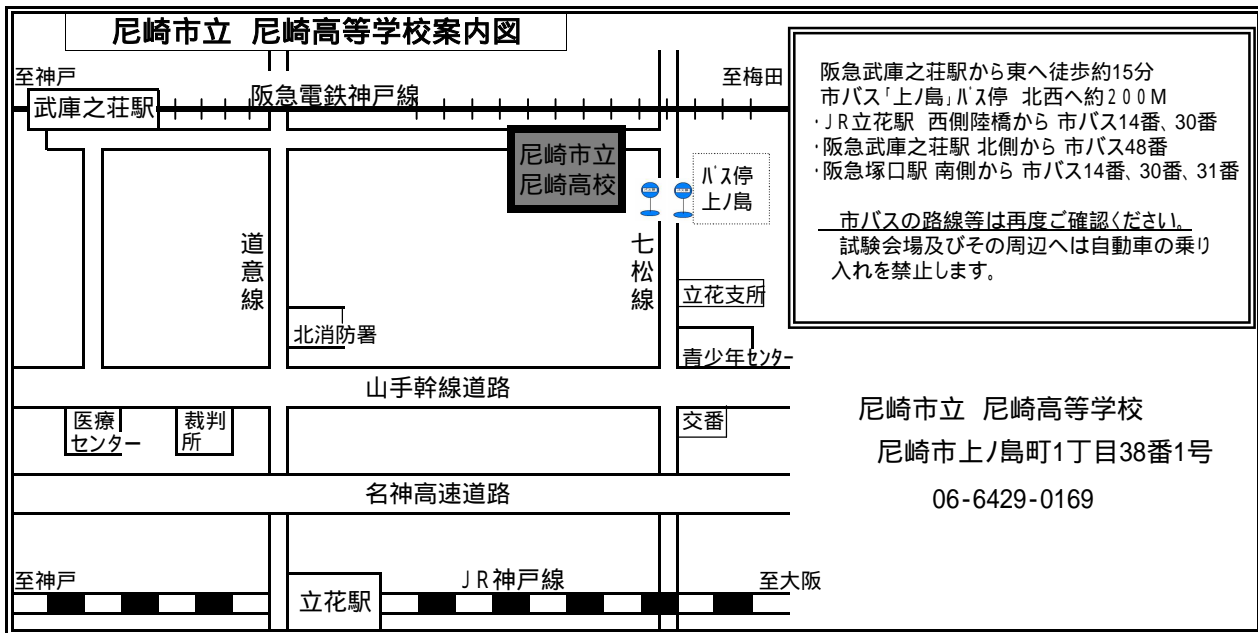 尼崎市立 尼崎高等学校案内図
至神戸
至梅田
武庫之荘駅
阪急電鉄神戸線
尼崎市立
尼崎高校
バス停
上ノ島
道意線
七松線
立花支所
北消防署
青少年センター
山手幹線道路
医療
センター
裁判
所
交番
名神高速道路
至神戸
JR神戸線
至大阪
立花駅
阪急武庫之荘駅から東へ徒歩約15分
市バス「上ノ島」バス停 北西へ約200M
・JR立花駅 西側陸橋から 市バス14番、30番
・阪急武庫之荘駅 北側から 市バス48番
・阪急塚口駅 南側から 市バス14番、30番、31番
市バスの路線等は再度ご確認ください。
試験会場及びその周辺へは自動車の乗り
入れを禁止します。
尼崎市立 尼崎高等学校
尼崎市上ノ島町1丁目38番1号
06-6429-0169